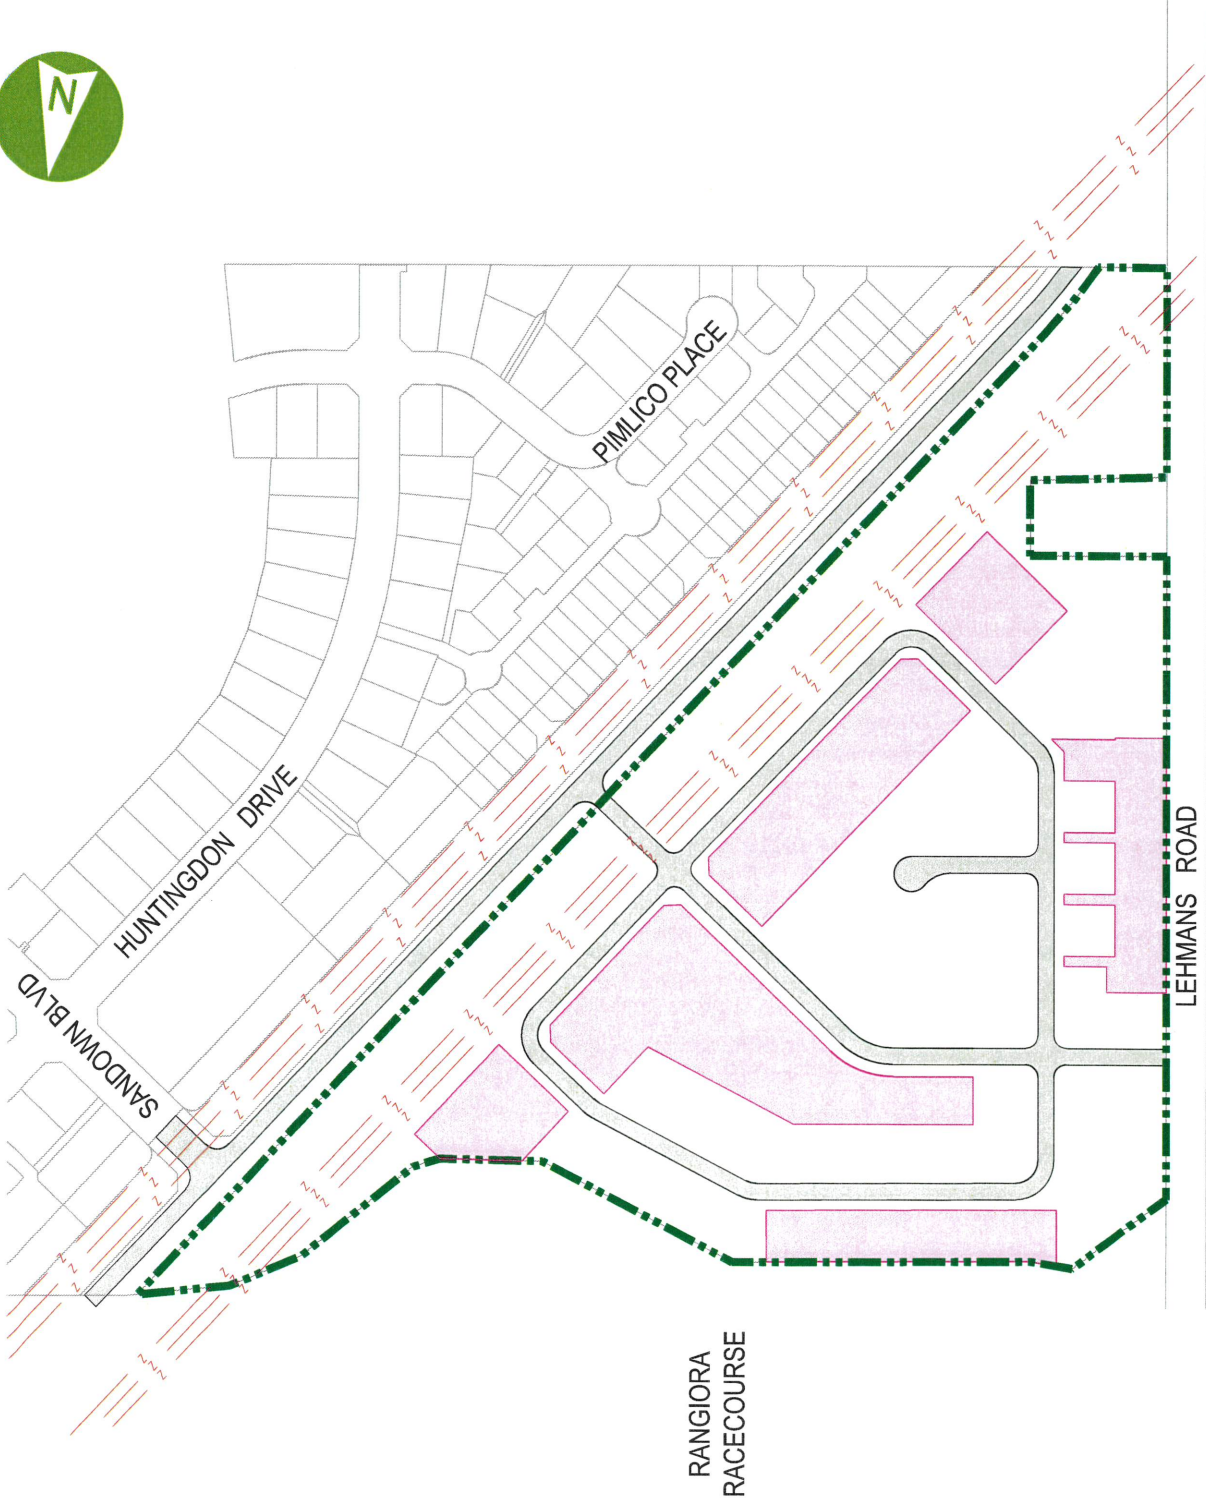 N
PIMLICO PLACE
HUNTINGDON DRIVE
SANDOWN BLVD
LEHMANS ROAD
RANGIORA
RACECOURSE